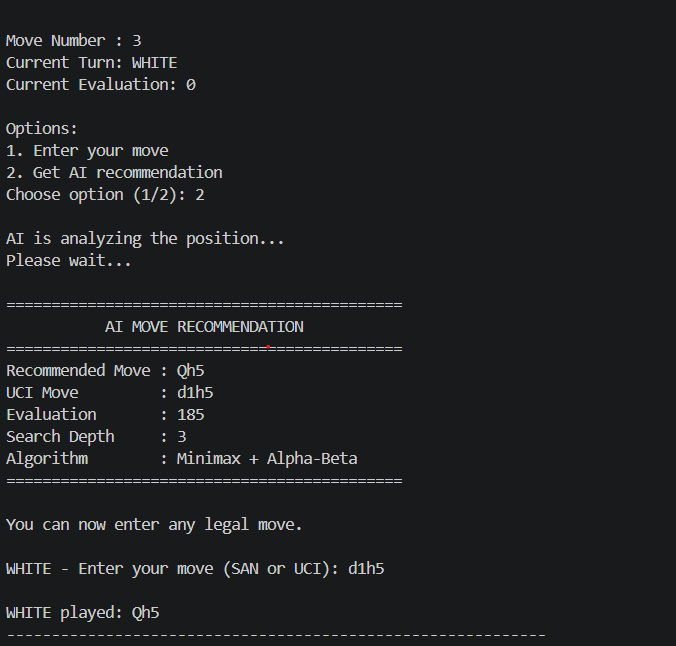 Move Number : 3
Current Turn: WHITE
Current Evaluation: 0
Options:
1. Enter your move
2. Get AI recommendation
Choose option (1/2): 2
AI is analyzing the position...
Please wait...
============================================
AI MOVE RECOMMENDATION
============================================
Recommended Move : Qh5
UCI Move         : d1h5
Evaluation       : 185
Search Depth     : 3
Algorithm        : Minimax + Alpha-Beta
============================================
You can now enter any legal move.
WHITE - Enter your move (SAN or UCI): d1h5
WHITE played: Qh5
------------------------------------------------------------